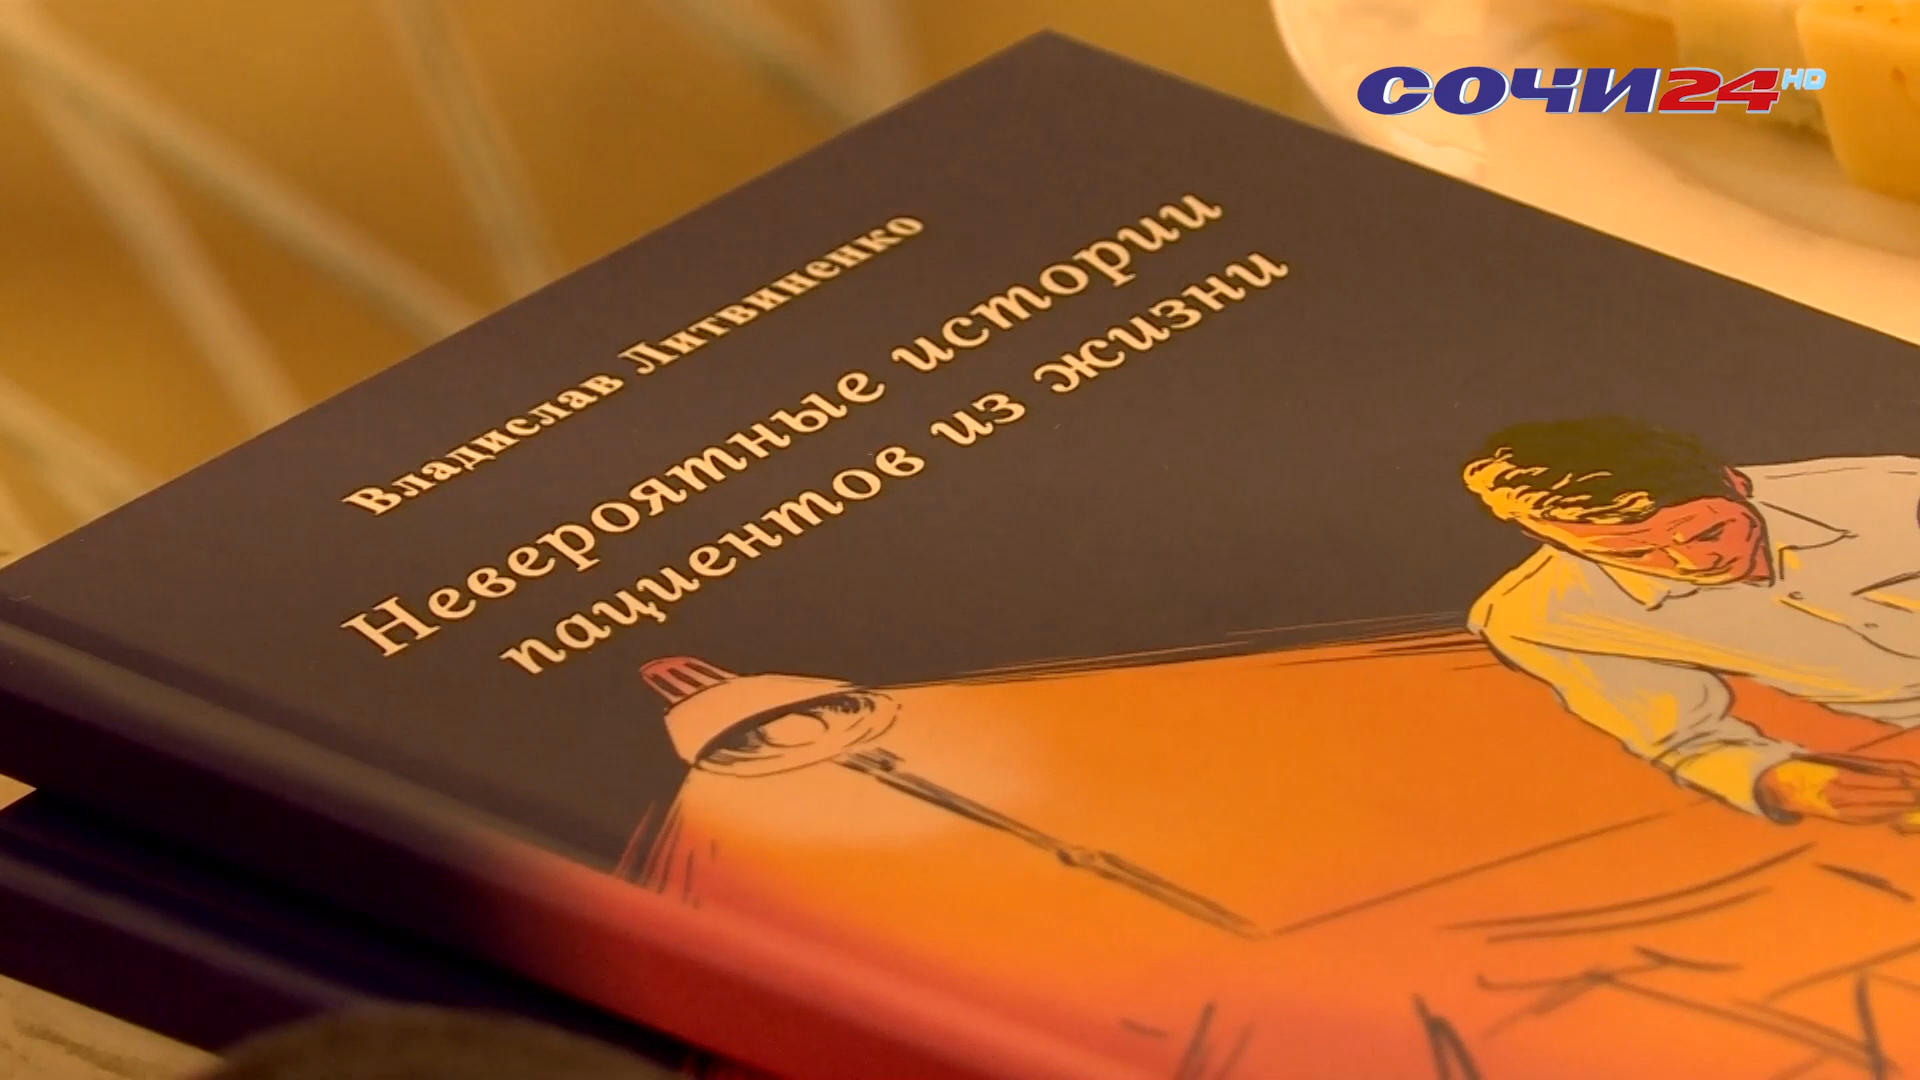 СОЧИ24HD
Владислав Литвиненко
Невероятные истории
пациентов из жизни